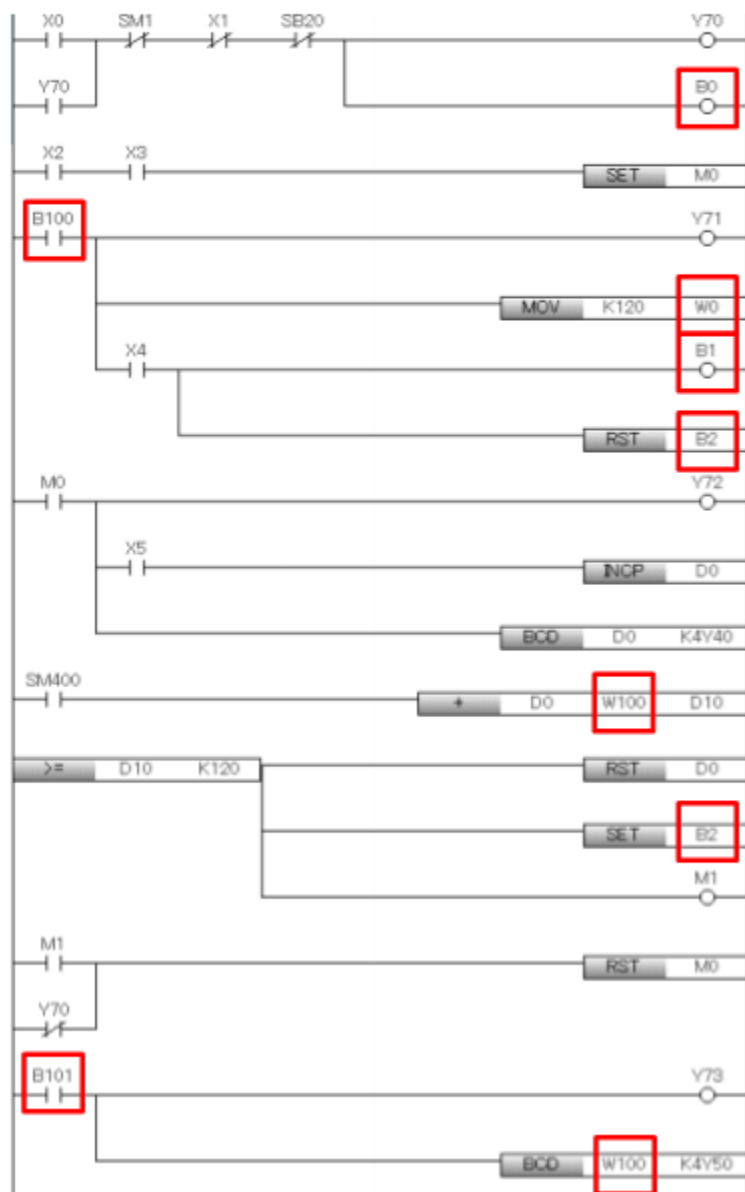 X0 SM1 X1 SB20 Y70
Y70 B0
X2 X3
SET M0
B100 Y71
MOV K120 W0
X4 B1
RST B2
M0 Y72
X5
INCP D0
BCD D0 K4Y40
SM400
+ D0 W100 D10
>= D10 K120 RST D0
SET B2
M1
M1
RST M0
Y70
B101 Y73
BCD W100 K4Y50